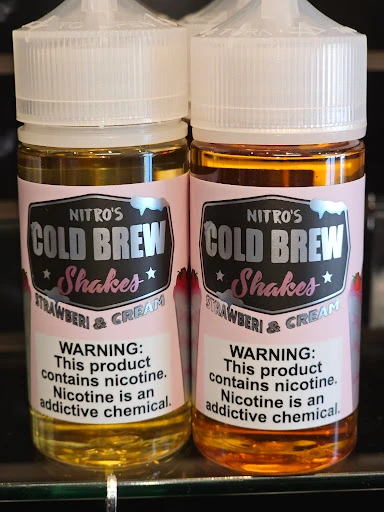 NITRO'S
COLD BREW
Shakes
STRAWBERI & CREAM
WARNING:
This product
contains nicotine.
Nicotine is an
addictive chemical.
NITRO'S
COLD BREW
Shakes
STRAWBERI & CREAM
WARNING:
This product
contains nicotine.
Nicotine is an
addictive chemical.